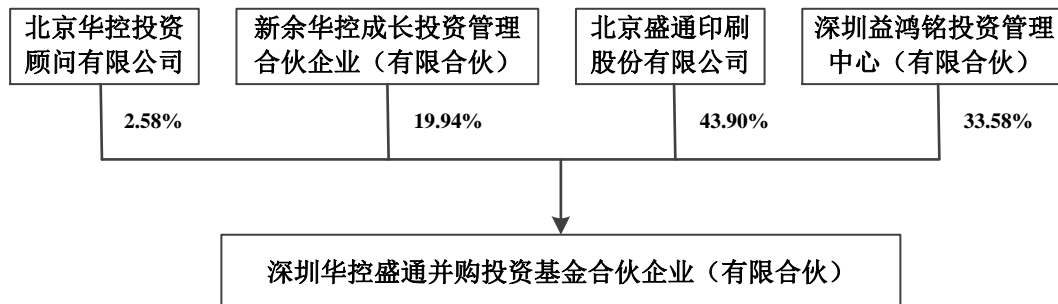 北京华控投资
顾问有限公司
新余华控成长投资管理
合伙企业（有限合伙）
北京盛通印刷
股份有限公司
深圳益鸿铭投资管理
中心（有限合伙）
2.58%
19.94%
43.90%
33.58%
深圳华控盛通并购投资基金合伙企业（有限合伙）